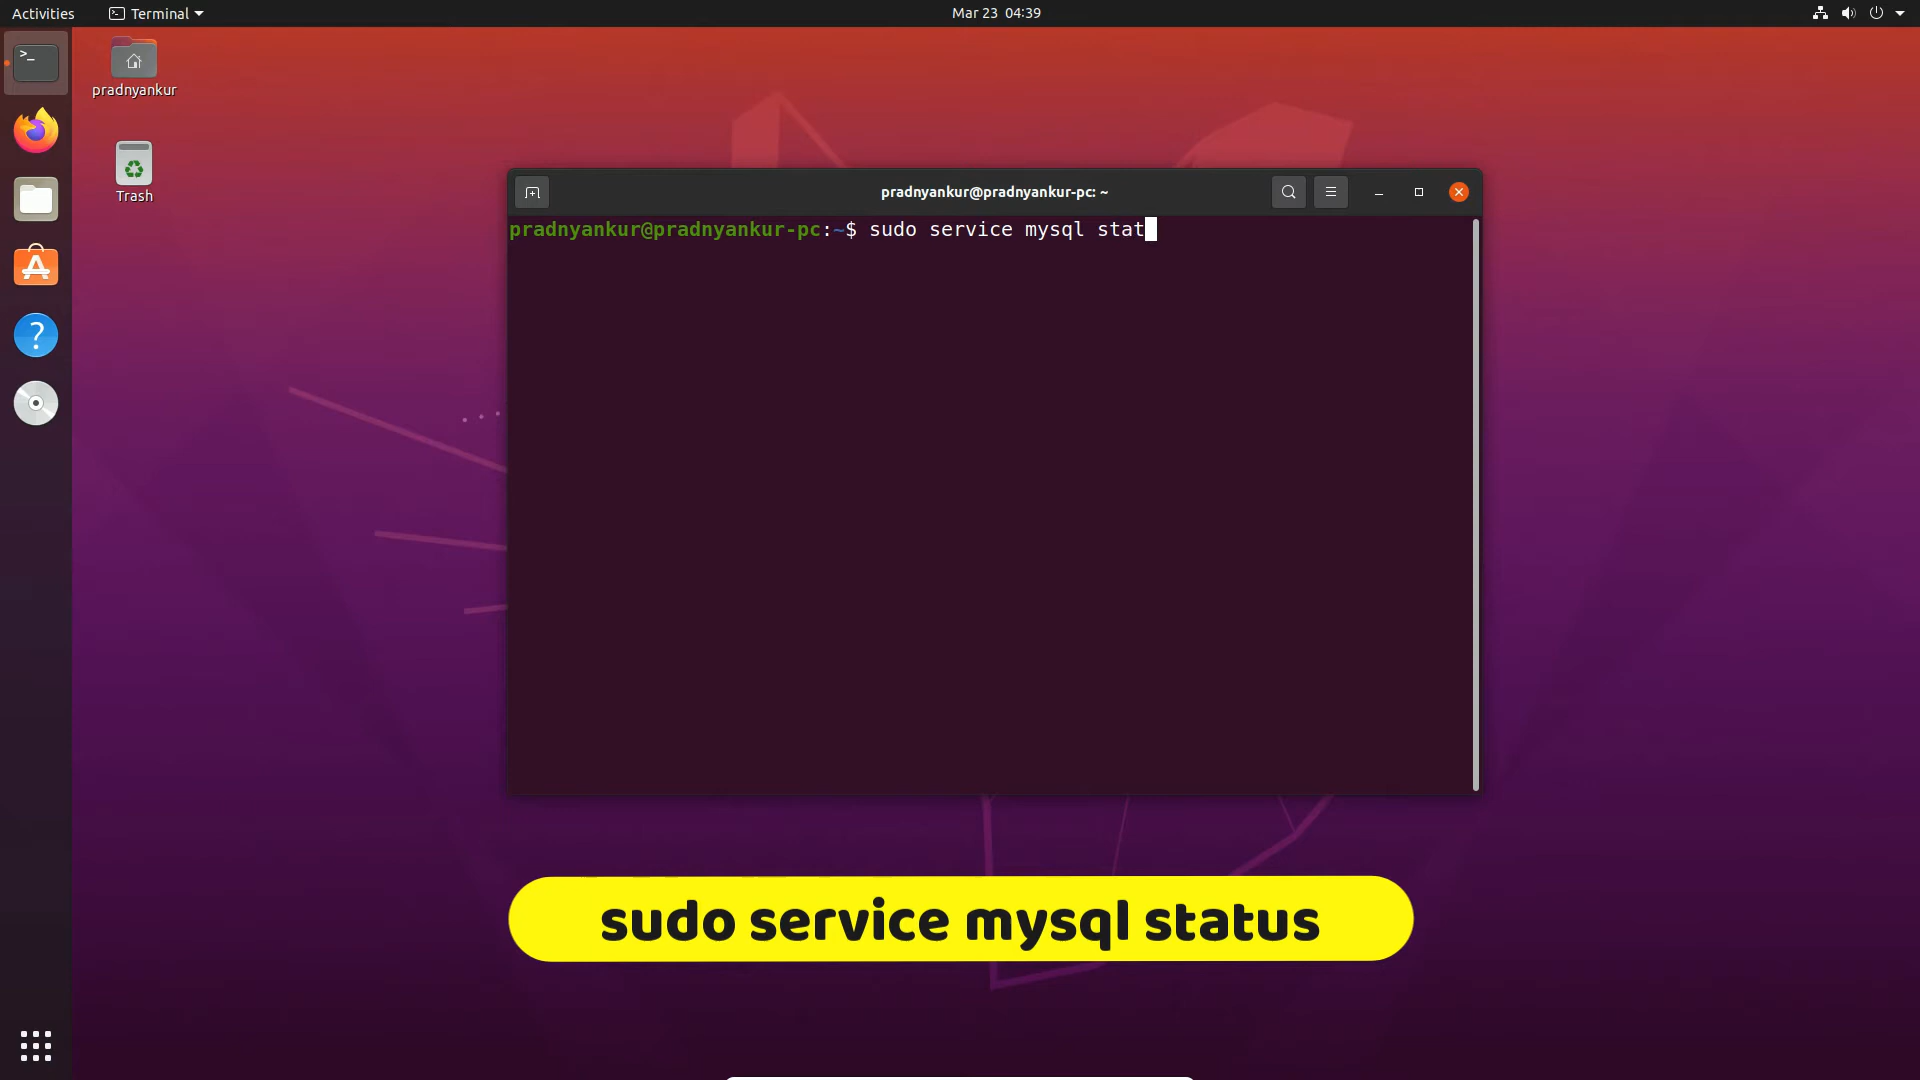 Activities
Terminal
Mar 23 04:39
pradnyankur
Trash
pradnyankur@pradnyankur-pc: ~
pradnyankur@pradnyankur-pc:~$ sudo service mysql stat
sudo service mysql status